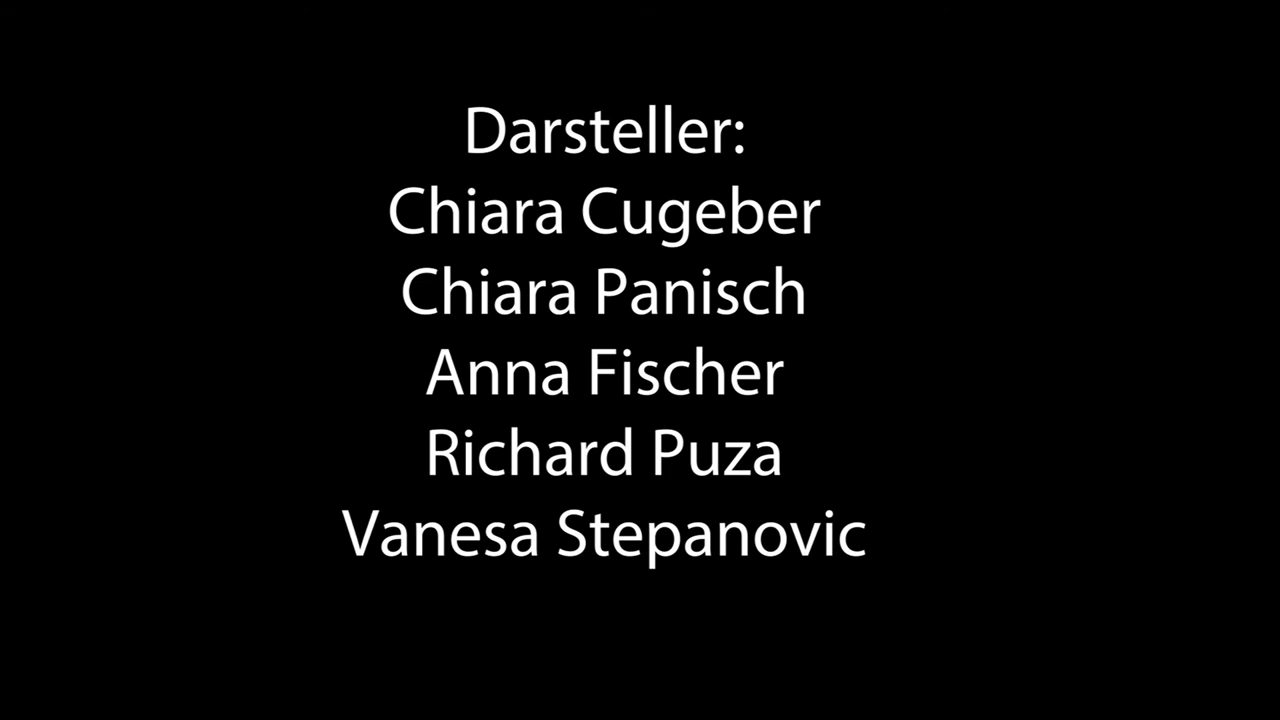 Darsteller:
Chiara Cugeber
Chiara Panisch
Anna Fischer
Richard Puza
Vanesa Stepanovic